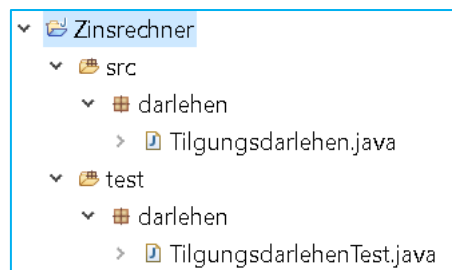 Zinsrechner
src
darlehen
Tilgungsdarlehen.java
test
darlehen
TilgungsdarlehenTest.java